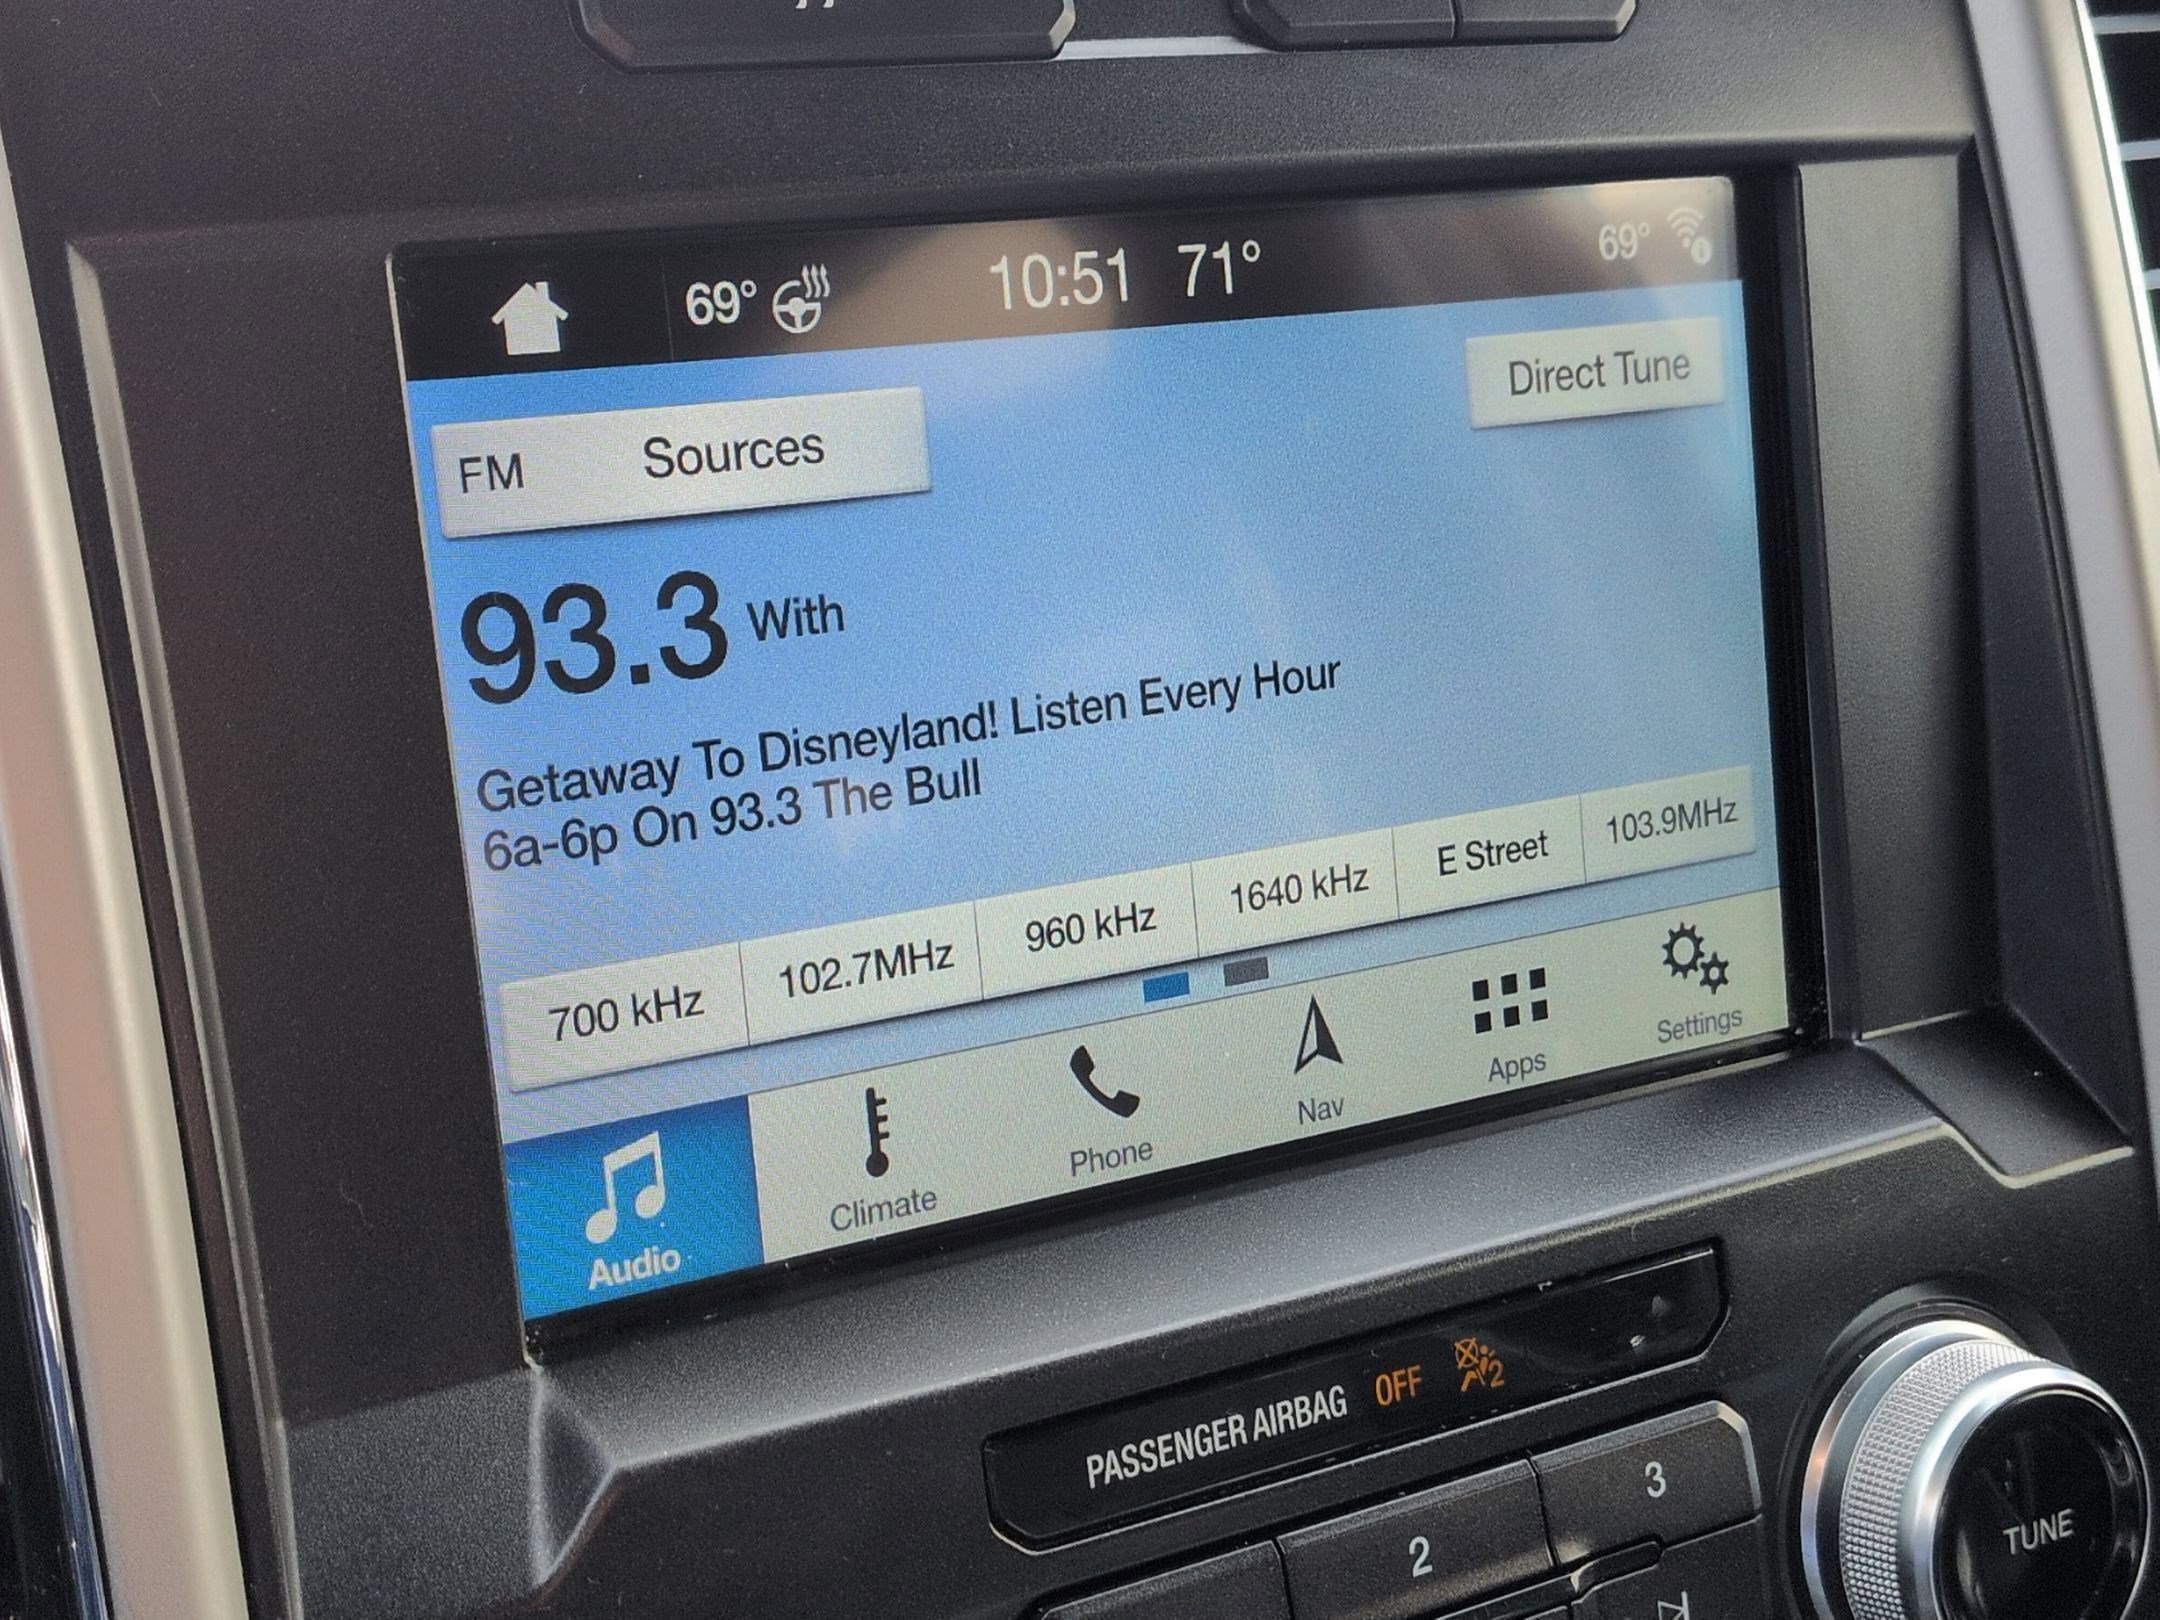 69° 10:51 71° 69°
Direct Tune
FM Sources
93.3 With
Getaway To Disneyland! Listen Every Hour
6a-6p On 93.3 The Bull
700 kHz 102.7MHz 960 kHz 1640 kHz E Street 103.9MHz
Audio Climate Phone Nav Apps Settings
PASSENGER AIRBAG OFF 2
2 3
TUNE